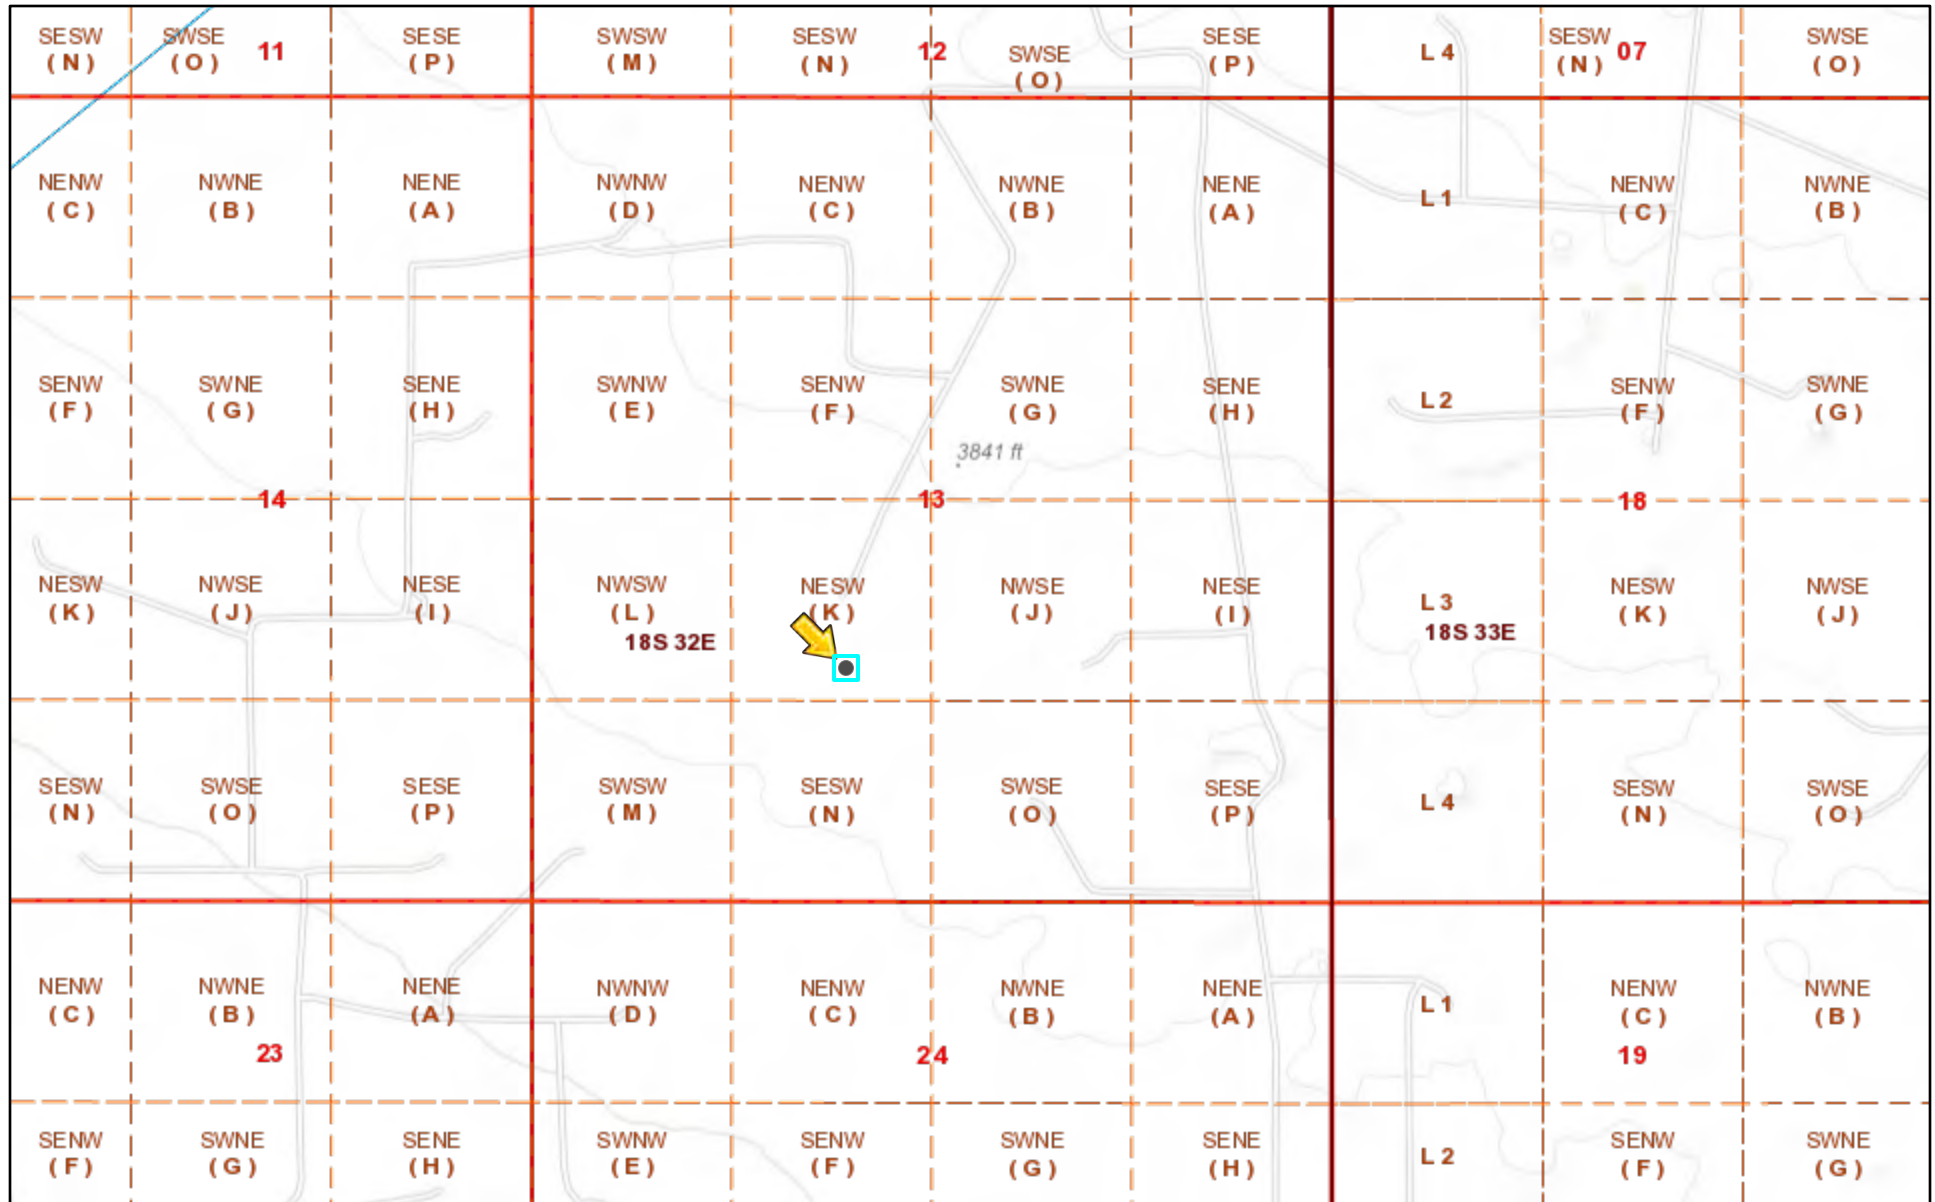 SESW SWSE SESE SWSW SESW SWSE SESE L 4 SESW SWSE
( N ) ( O ) 11 ( P ) ( M ) ( N ) 12 ( O ) ( P ) ( N ) 07 ( O )
NENW NWNE NENE NWNW NENW NWNE NENE L 1 NENW NWNE
( C ) ( B ) ( A ) ( D ) ( C ) ( B ) ( A ) ( C ) ( B )
SENW SWNE SENE SWNW SENW SWNE SENE L 2 SENW SWNE
( F ) ( G ) ( H ) ( E ) ( F ) ( G ) ( H ) ( F ) ( G )
3841 ft
14 13 18
NESW NWSE NESE NWSW NESW NWSE NESE L 3 NESW NWSE
( K ) ( J ) ( I ) ( L ) ( K ) ( J ) ( I ) ( K ) ( J )
18S 32E 18S 33E
SESW SWSE SESE SWSW SESW SWSE SESE L 4 SESW SWSE
( N ) ( O ) ( P ) ( M ) ( N ) ( O ) ( P ) ( N ) ( O )
NENW NWNE NENE NWNW NENW NWNE NENE L 1 NENW NWNE
( C ) ( B ) ( A ) ( D ) ( C ) ( B ) ( A ) ( C ) ( B )
23 24 19
SENW SWNE SENE SWNW SENW SWNE SENE L 2 SENW SWNE
( F ) ( G ) ( H ) ( E ) ( F ) ( G ) ( H ) ( F ) ( G )